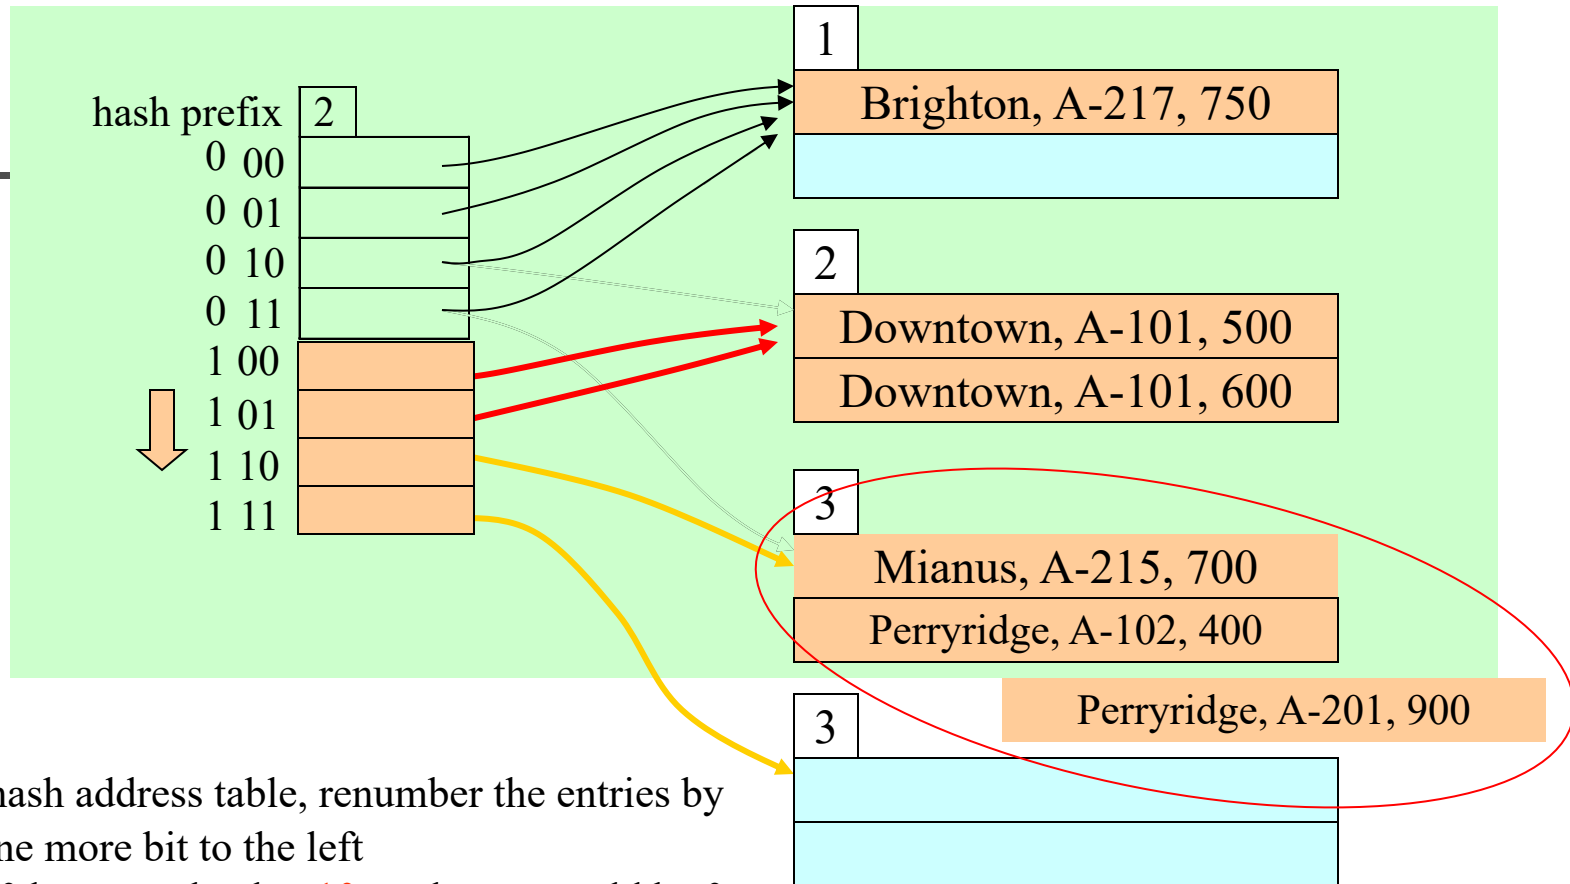 hash prefix 2
0 00
0 01
0 10
0 11
1 00
1 01
1 10
1 11
1
Brighton, A-217, 750
2
Downtown, A-101, 500
Downtown, A-101, 600
3
Mianus, A-215, 700
Perryridge, A-102, 400
Perryridge, A-201, 900
3
hash address table, renumber the entries by
more bit to the left